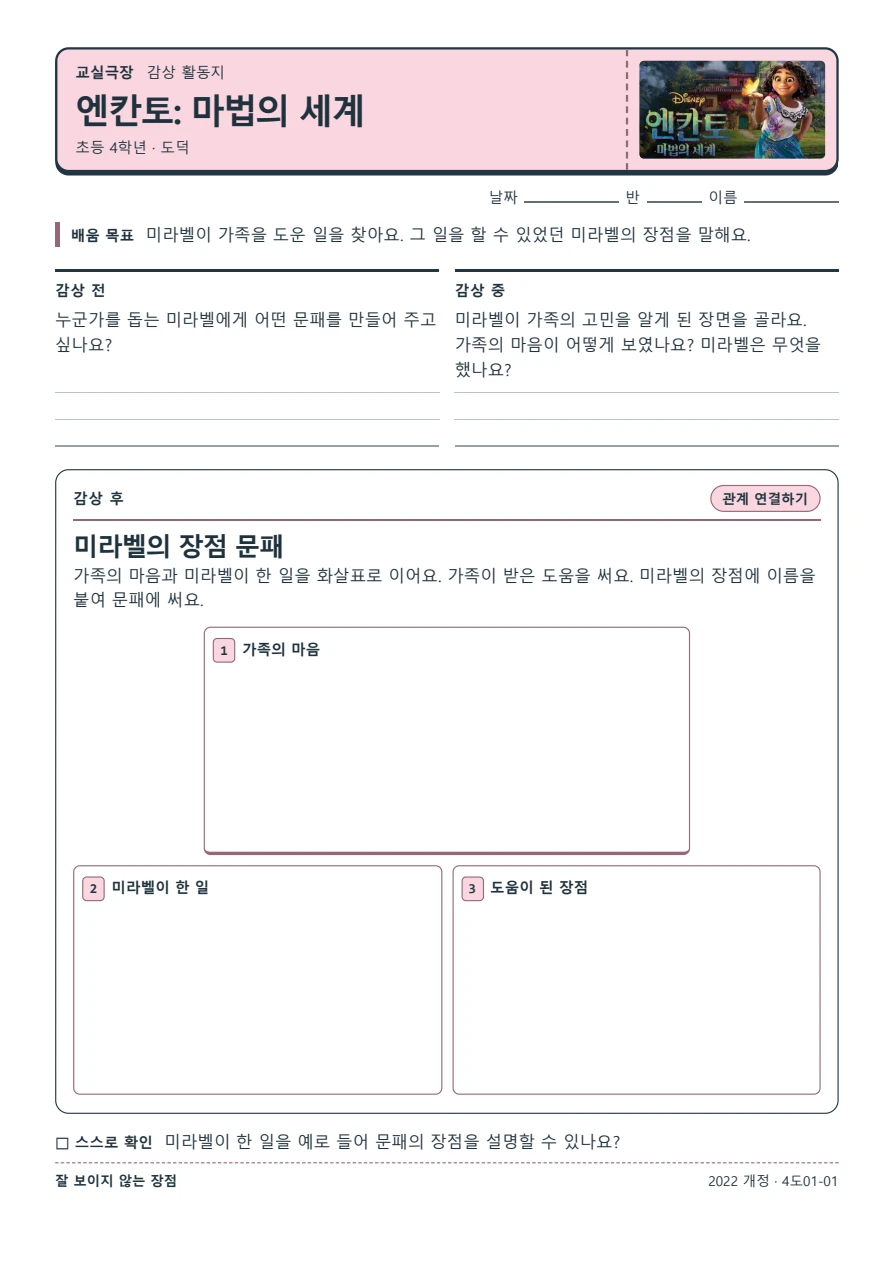 교실극장 감상 활동지
엔칸토: 마법의 세계
초등 4학년 · 도덕
Disney
엔칸토
마법의 세계
날짜 반 이름
배움 목표 미라벨이 가족을 도운 일을 찾아요. 그 일을 할 수 있었던 미라벨의 장점을 말해요.
감상 전
누군가를 돕는 미라벨에게 어떤 문패를 만들어 주고
싶나요?
감상 중
미라벨이 가족의 고민을 알게 된 장면을 골라요.
가족의 마음이 어떻게 보였나요? 미라벨은 무엇을
했나요?
감상 후
관계 연결하기
미라벨의 장점 문패
가족의 마음과 미라벨이 한 일을 화살표로 이어요. 가족이 받은 도움을 써요. 미라벨의 장점에 이름을
붙여 문패에 써요.
1 가족의 마음
2 미라벨이 한 일
3 도움이 된 장점
□ 스스로 확인 미라벨이 한 일을 예로 들어 문패의 장점을 설명할 수 있나요?
잘 보이지 않는 장점
2022 개정 · 4도01-01